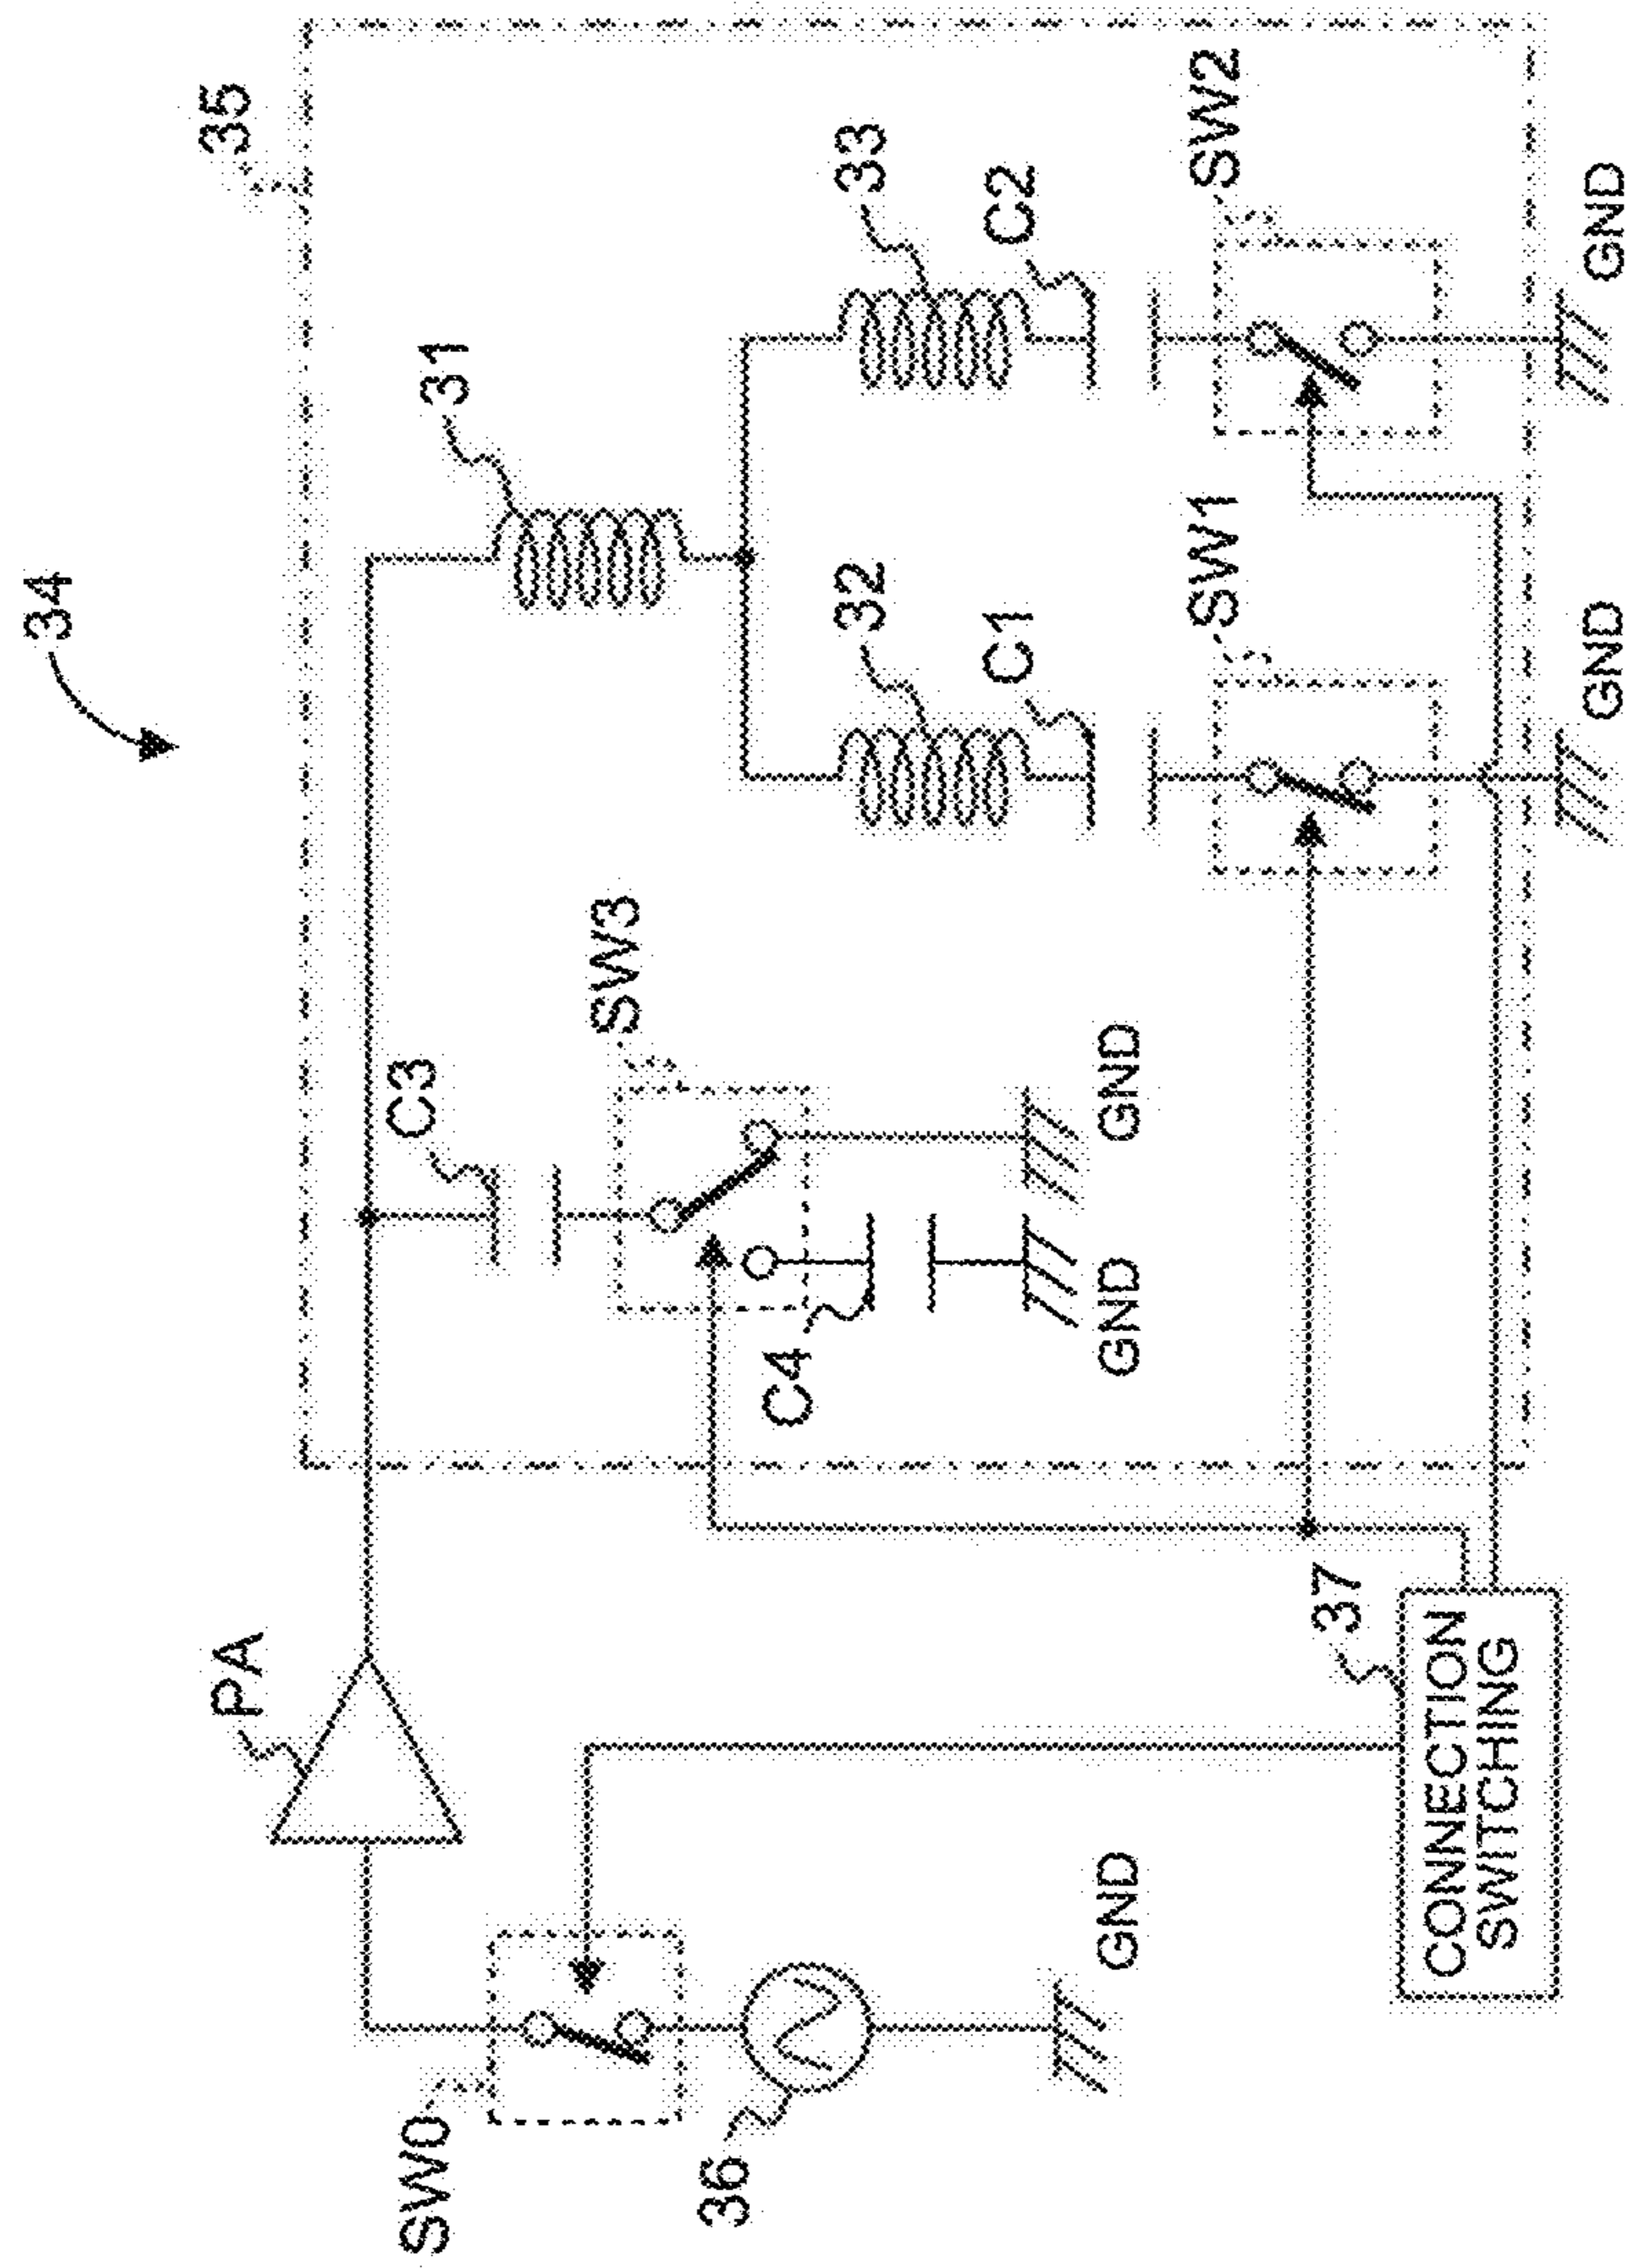 34
35
PA
31
C3
SW0
SW3
32
33
36
C4
C1
C2
GND
GND
GND
SW1
SW2
37
CONNECTION
SWITCHING
GND
GND